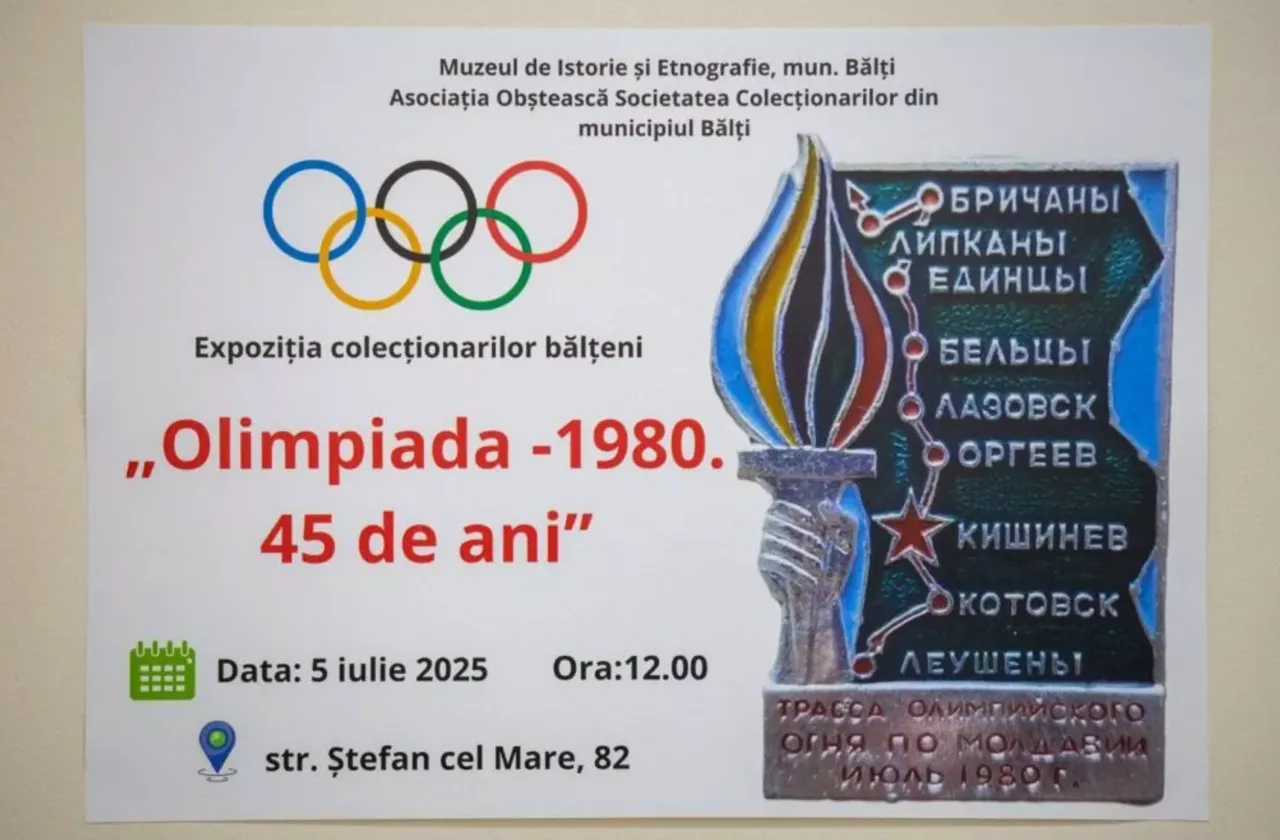 Muzeul de Istorie și Etnografie, mun. Bălți
Asociația Obștească Societatea Colecționarilor din
municipiul Bălți
Expoziția colecționarilor bălțeni
„Olimpiada -1980.
45 de ani”
Data: 5 iulie 2025
Ora:12.00
str. Ștefan cel Mare, 82
БРИЧАНЫ
ЛИПКАНЫ
ЕДИНЦЫ
БЕЛЬЦЫ
ЛАЗОВСК
ОРГЕЕВ
КИШИНЕВ
КОТОВСК
ЛЕУШЕНЫ
ТРАССА ОЛИМПИЙСКОГО
ОГНЯ ПО МОЛДАВИИ
ИЮЛЬ 1980 г.